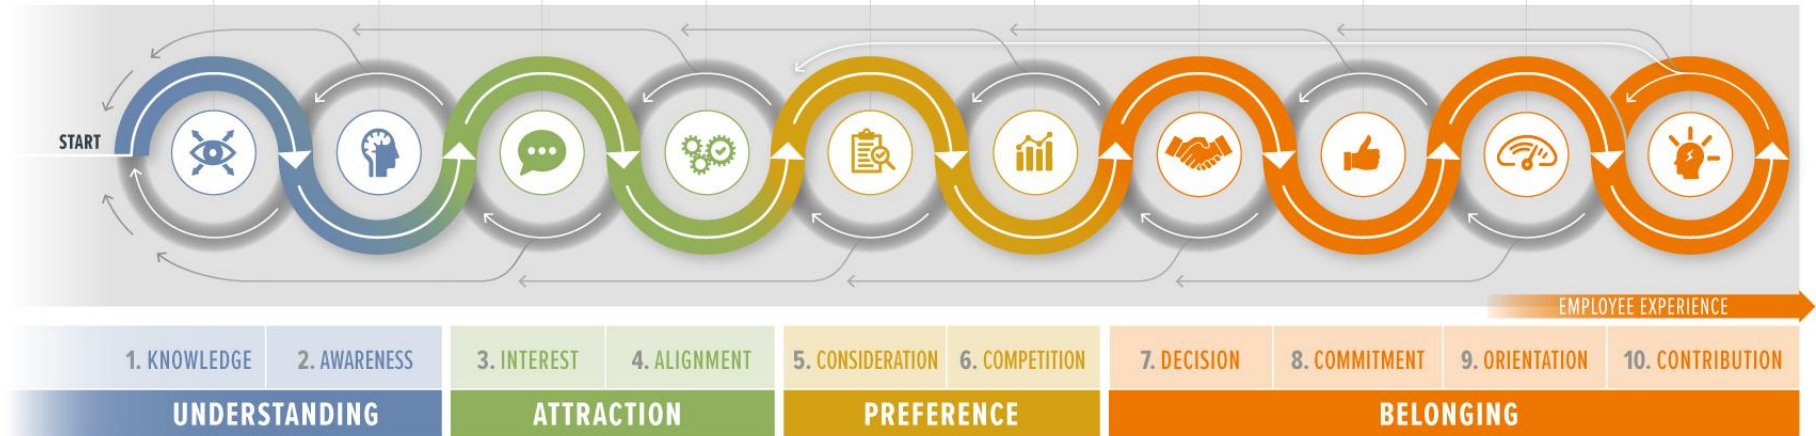 START
EMPLOYEE EXPERIENCE
1. KNOWLEDGE 2. AWARENESS 3. INTEREST 4. ALIGNMENT 5. CONSIDERATION 6. COMPETITION 7. DECISION 8. COMMITMENT 9. ORIENTATION 10. CONTRIBUTION
UNDERSTANDING ATTRACTION PREFERENCE BELONGING